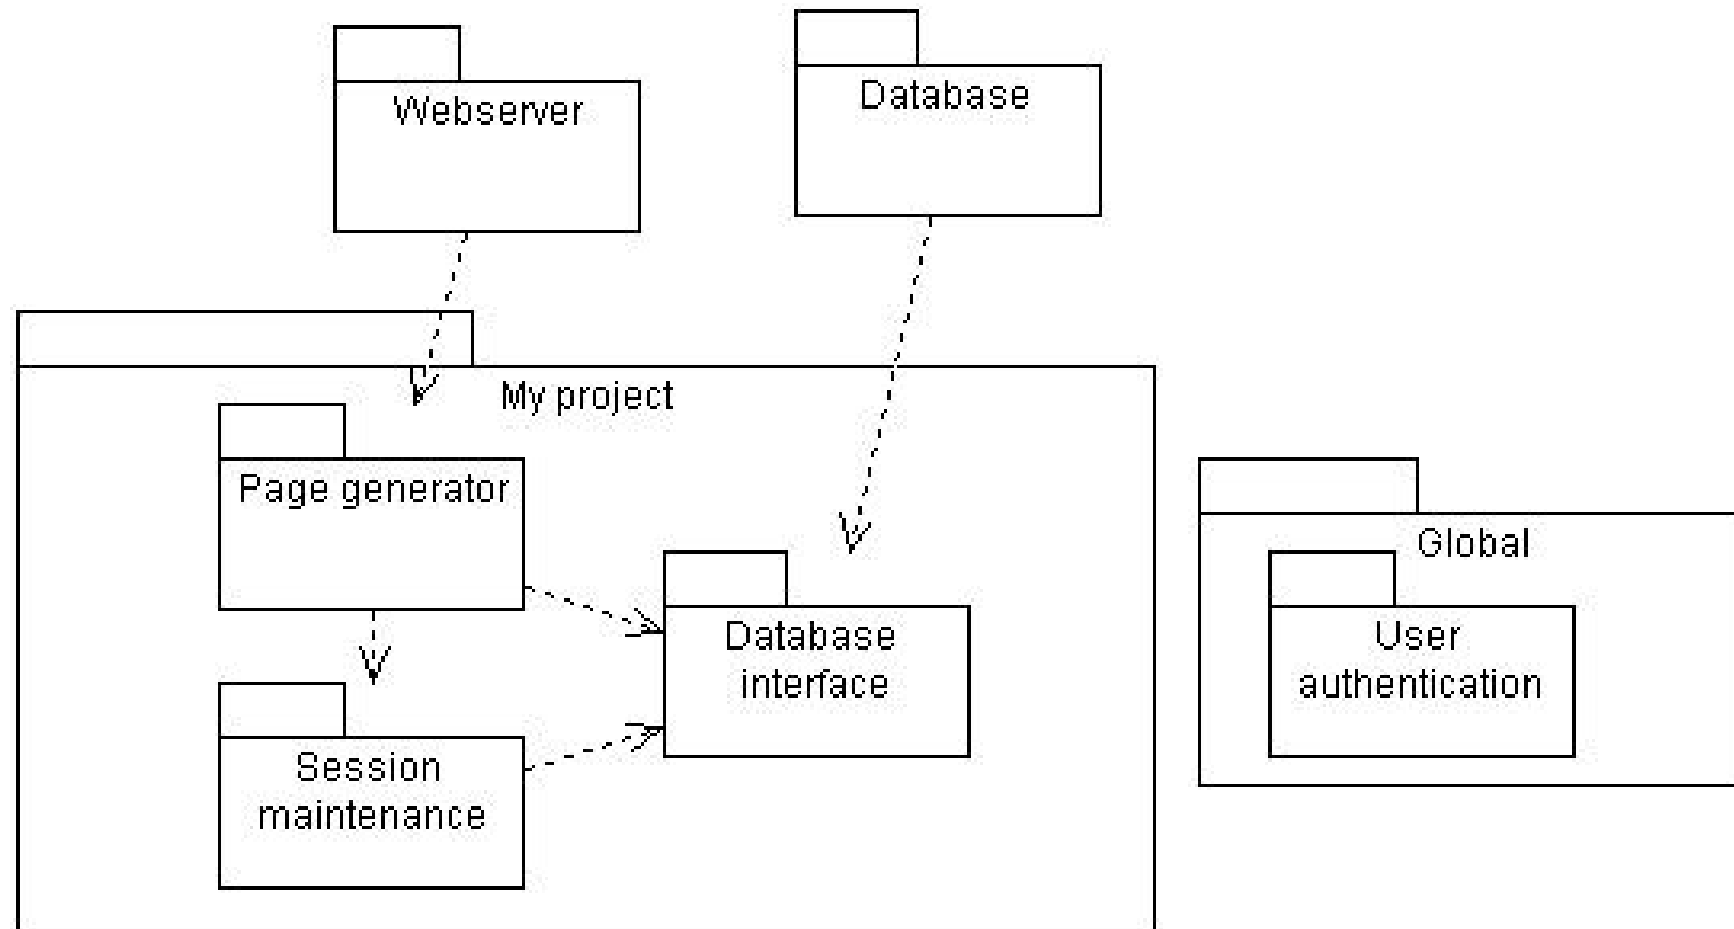 Webserver
Database
My project
Page generator
Global
Database
interface
User
authentication
Session
maintenance